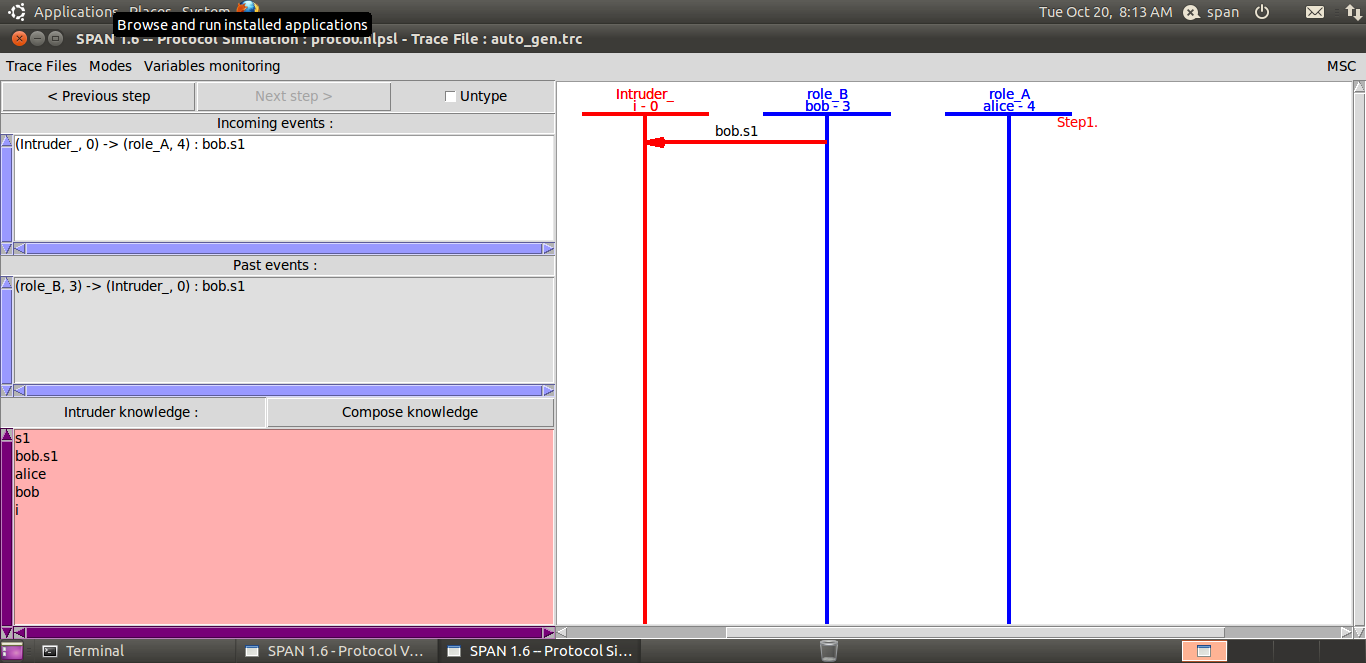 Applications Places System
Tue Oct 20, 8:13 AM span
Browse and run installed applications
SPAN 1.6 -- Protocol Simulation : proto0.hlpsl - Trace File : auto_gen.trc
Trace Files Modes Variables monitoring MSC
< Previous step Next step > Untype
Incoming events :
(Intruder_, 0) -> (role_A, 4) : bob.s1
Past events :
(role_B, 3) -> (Intruder_, 0) : bob.s1
Intruder knowledge : Compose knowledge
s1
bob.s1
alice
bob
i
Intruder_ role_B role_A
i - 0 bob - 3 alice - 4
Step1.
bob.s1
Terminal SPAN 1.6 - Protocol V... SPAN 1.6 -- Protocol Si...